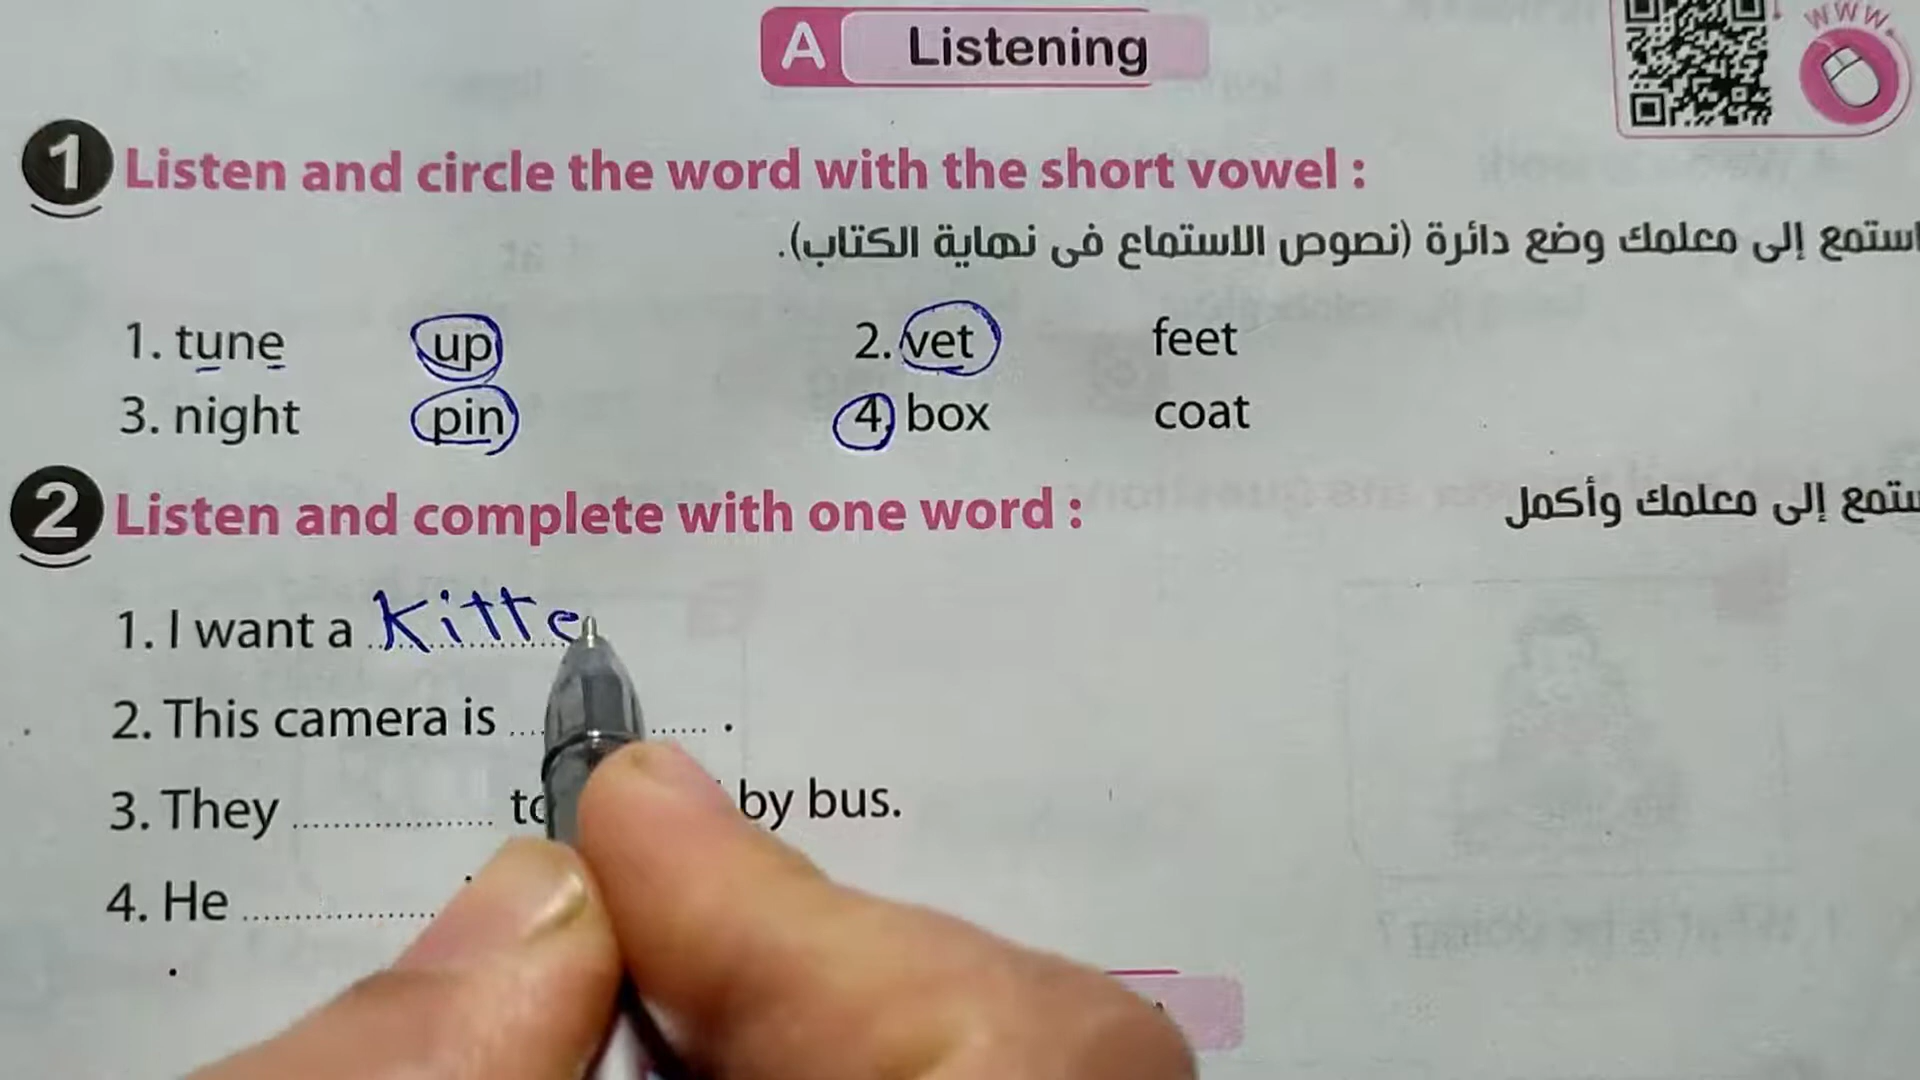 A Listening
www.
1 Listen and circle the word with the short vowel :
استمع إلى معلمك وضع دائرة (نصوص الاستماع فى نهاية الكتاب).
1. tune up 2. vet feet
3. night pin 4. box coat
2 Listen and complete with one word :
ستمع إلى معلمك وأكمل
1. I want a Kitte
2. This camera is .................... .
3. They .................... by bus.
4. He ....................